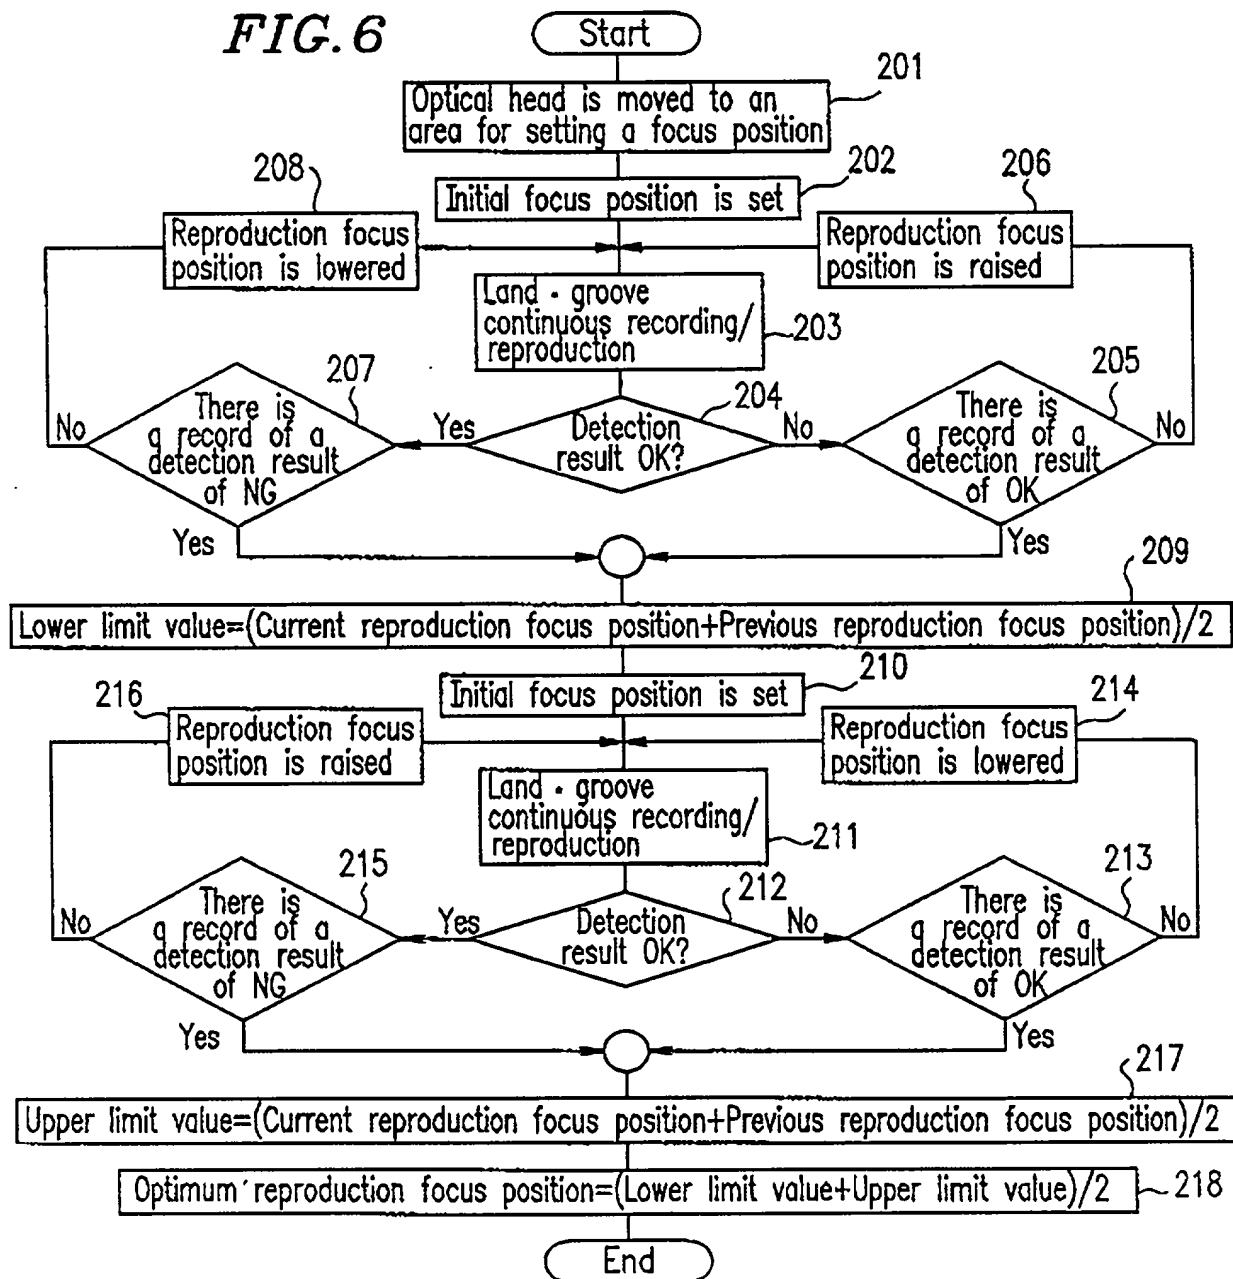 FIG. 6
Start
201
Optical head is moved to an
area for setting a focus position
202
Initial focus position is set
208
Reproduction focus
position is lowered
206
Reproduction focus
position is raised
Land - groove
continuous recording/
reproduction
203
207
There is
a record of a
detection result
of NG
No
Yes
204
Detection
result OK?
Yes
No
205
There is
a record of a
detection result
of OK
No
Yes
209
Lower limit value=(Current reproduction focus position+Previous reproduction focus position)/2
210
Initial focus position is set
216
Reproduction focus
position is raised
214
Reproduction focus
position is lowered
Land - groove
continuous recording/
reproduction
211
215
There is
a record of a
detection result
of NG
No
Yes
212
Detection
result OK?
Yes
No
213
There is
a record of a
detection result
of OK
No
Yes
217
Upper limit value=(Current reproduction focus position+Previous reproduction focus position)/2
Optimum reproduction focus position=(Lower limit value+Upper limit value)/2
218
End